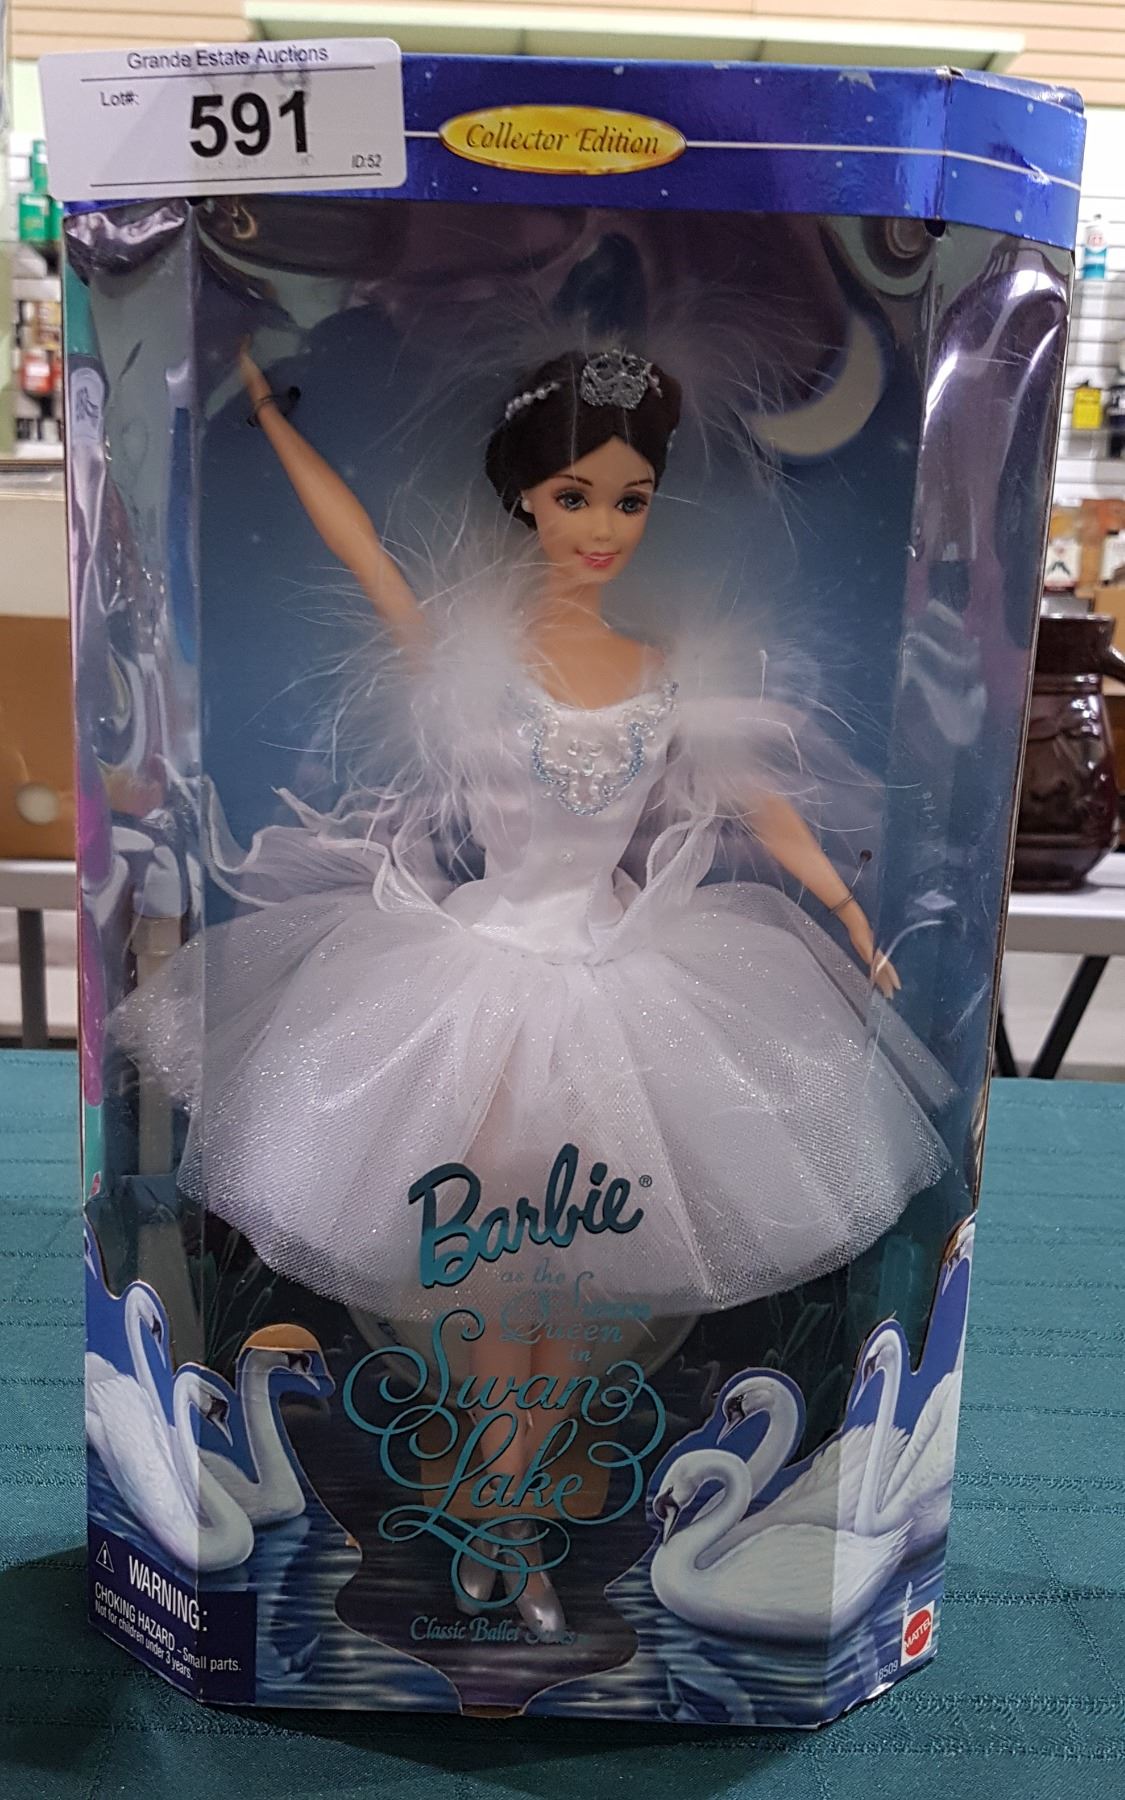 Grande Estate Auctions
Lot#:
591
ID:52
Collector Edition
Barbie®
as the Swan
Queen
in
Swan
Lake
Classic Ballet Series
WARNING:
CHOKING HAZARD - Small parts.
Not for children under 3 years.
MATTEL
18509